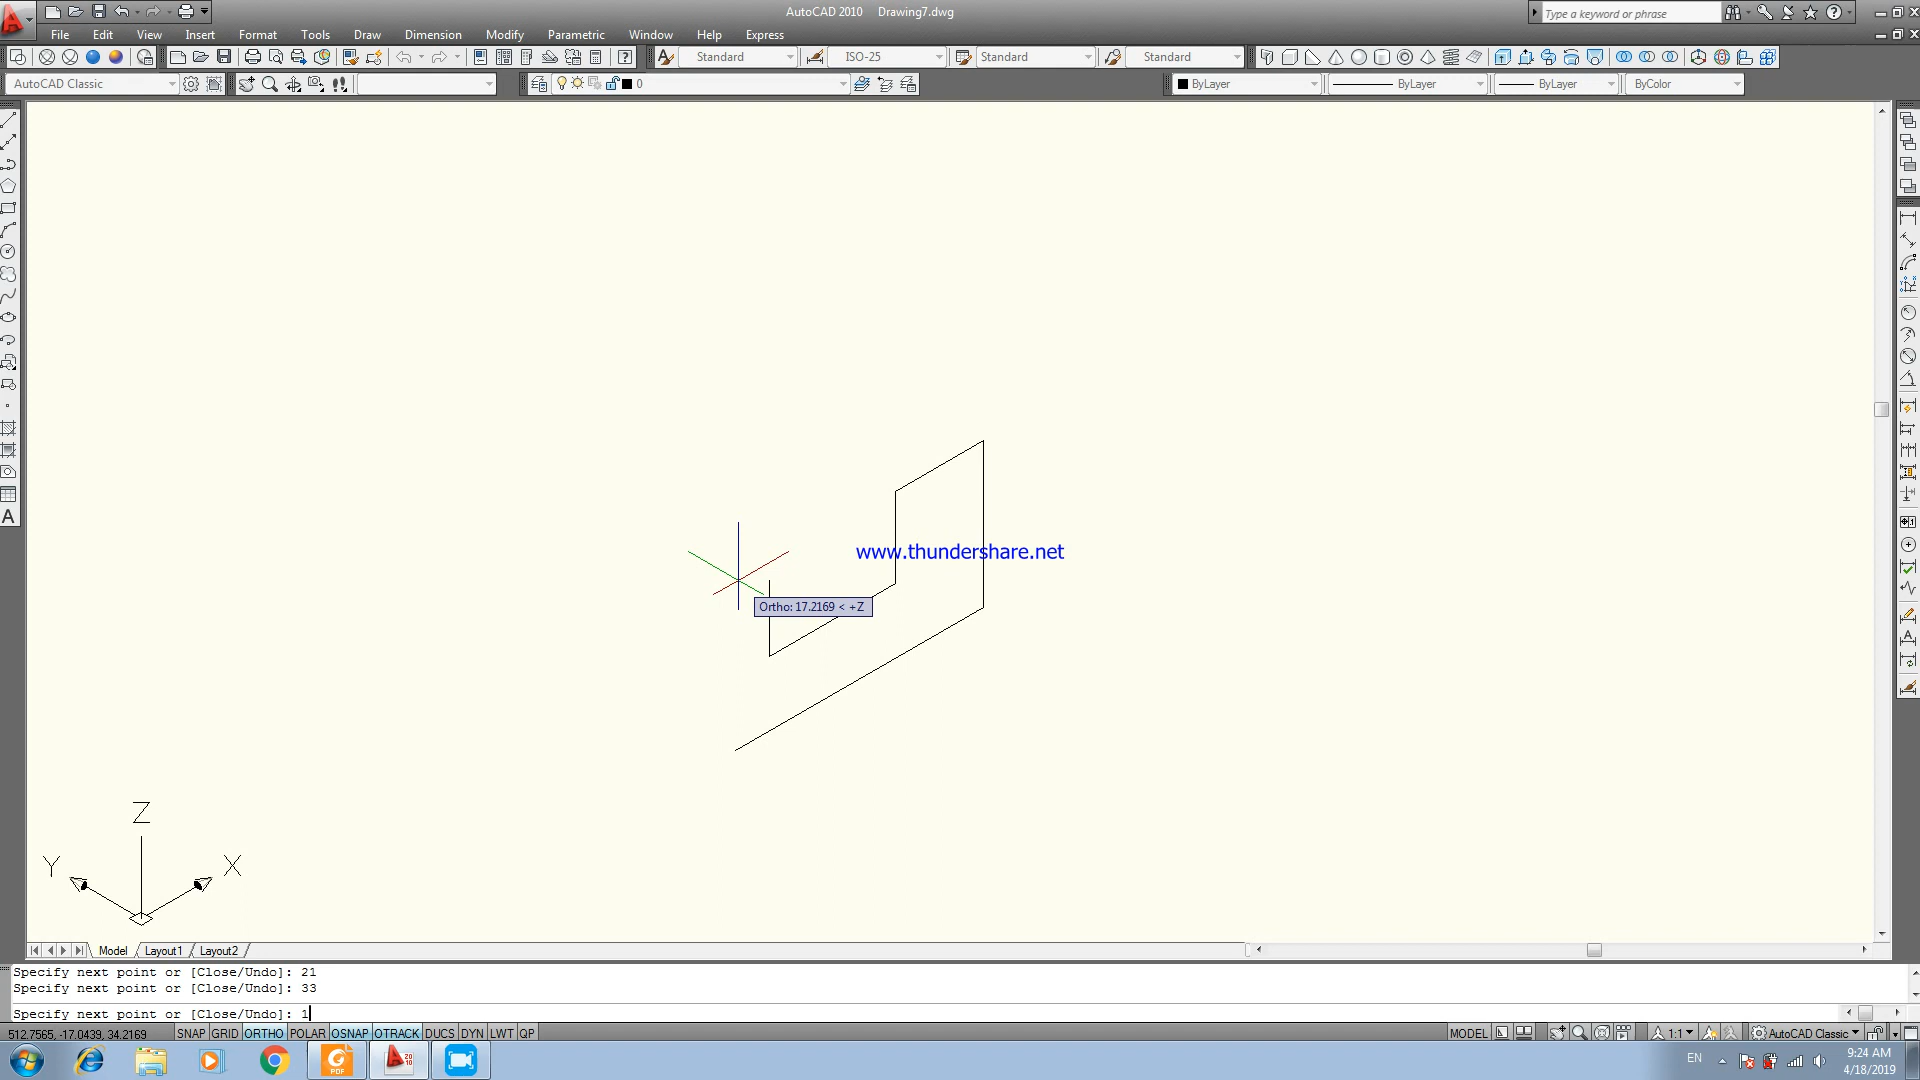 AutoCAD 2010 Drawing7.dwg
Type a keyword or phrase
File Edit View Insert Format Tools Draw Dimension Modify Parametric Window Help Express
Standard ISO-25 Standard Standard
AutoCAD Classic 0 ByLayer ByLayer ByLayer ByColor
www.thundershare.net
Ortho: 17.2169 < +Z
Z
Y X
Model Layout1 Layout2
Specify next point or [Close/Undo]: 21
Specify next point or [Close/Undo]: 33
Specify next point or [Close/Undo]: 1
512.7565, -17.0439, 34.2169 SNAP GRID ORTHO POLAR OSNAP OTRACK DUCS DYN LWT QP MODEL 1:1 AutoCAD Classic
EN 9:24 AM
4/18/2019